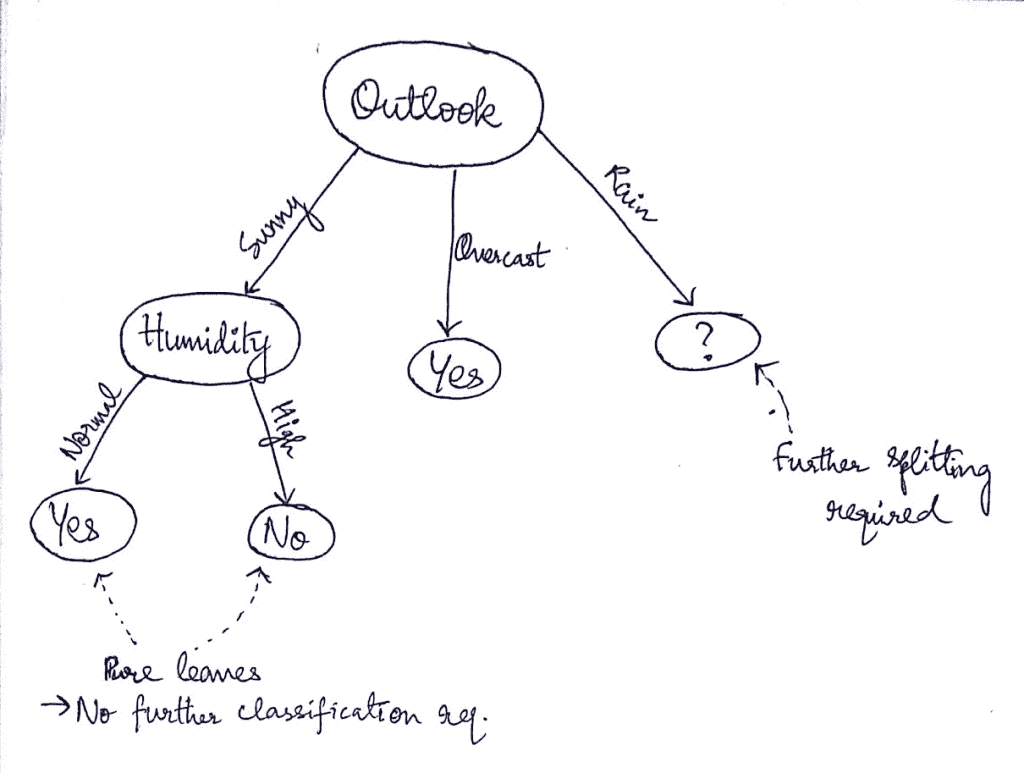 Outlook
Sunny
Overcast
Rain
Humidity
Yes
?
Normal
High
Further splitting
required
Yes
No
Pure leaves
→ No further classification req.